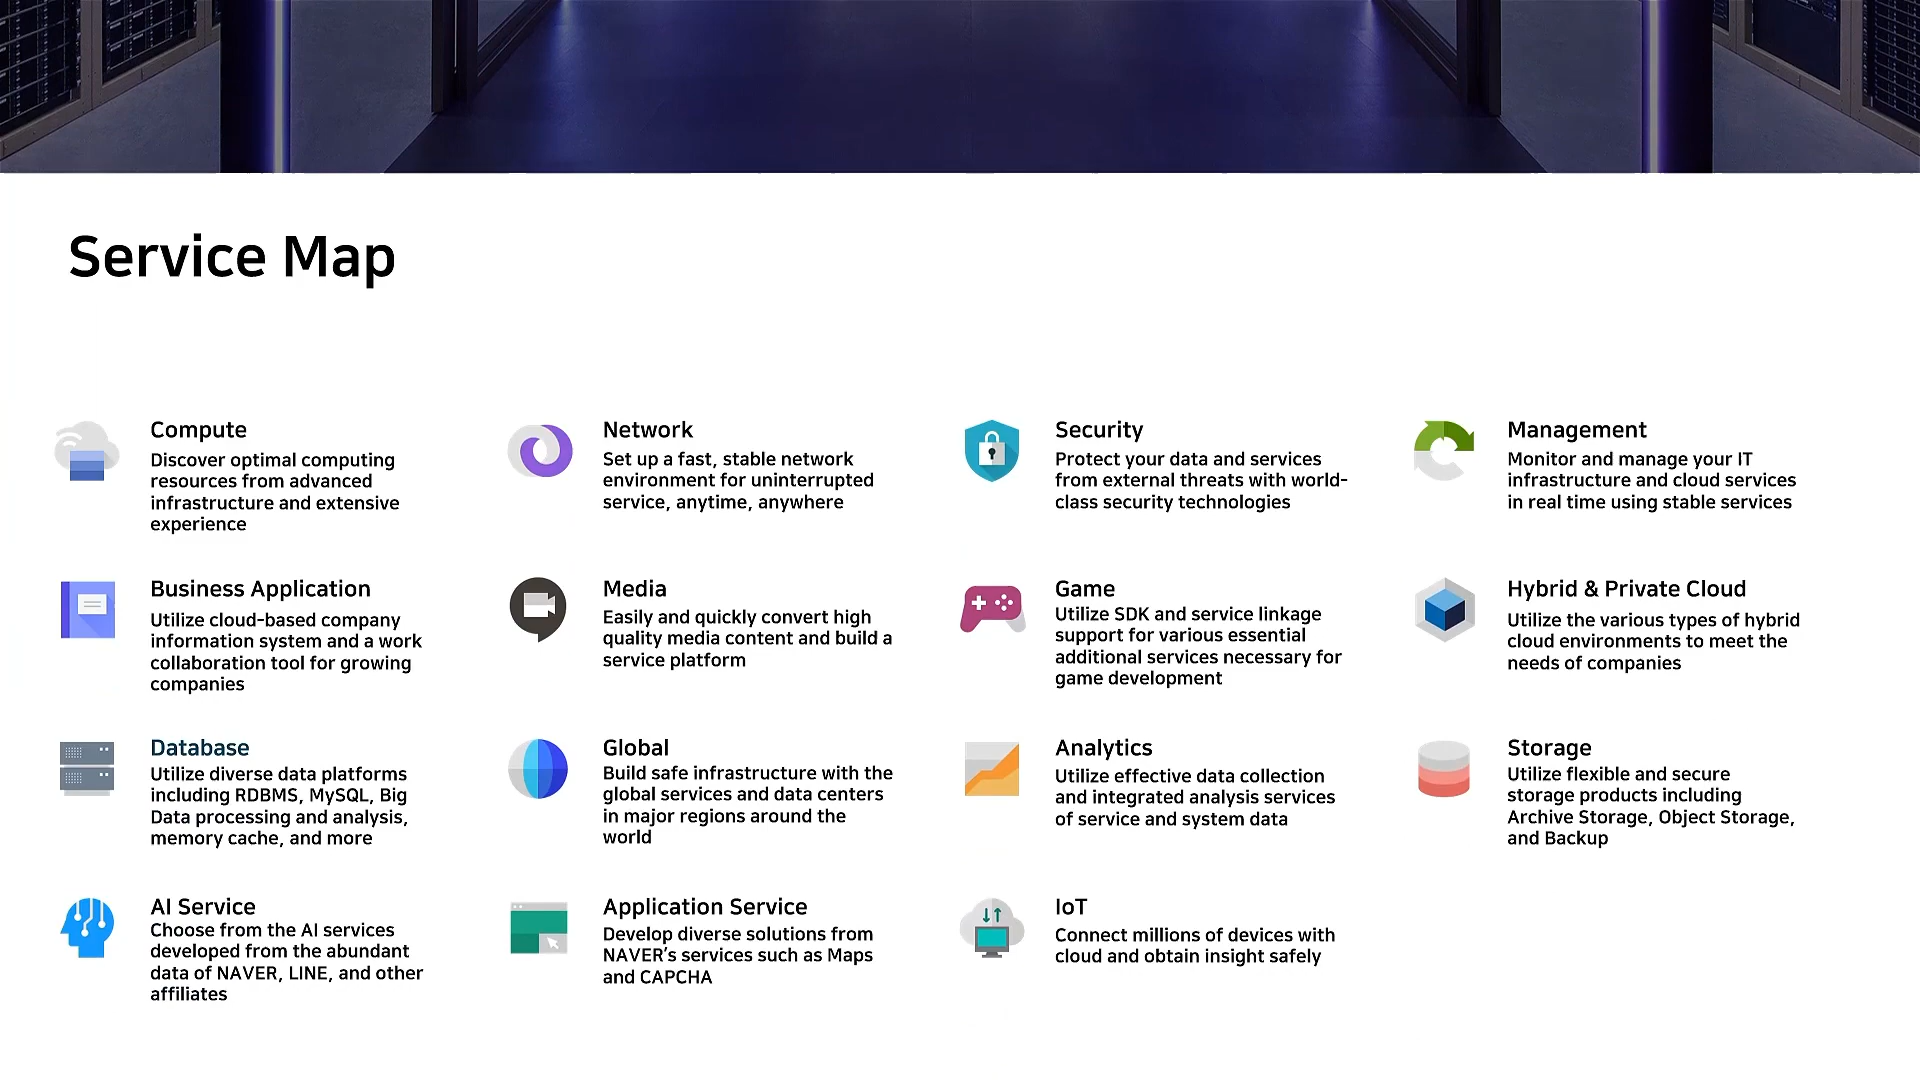 Service Map
Compute
Discover optimal computing
resources from advanced
infrastructure and extensive
experience
Network
Set up a fast, stable network
environment for uninterrupted
service, anytime, anywhere
Security
Protect your data and services
from external threats with world-
class security technologies
Management
Monitor and manage your IT
infrastructure and cloud services
in real time using stable services
Business Application
Utilize cloud-based company
information system and a work
collaboration tool for growing
companies
Media
Easily and quickly convert high
quality media content and build a
service platform
Game
Utilize SDK and service linkage
support for various essential
additional services necessary for
game development
Hybrid & Private Cloud
Utilize the various types of hybrid
cloud environments to meet the
needs of companies
Database
Utilize diverse data platforms
including RDBMS, MySQL, Big
Data processing and analysis,
memory cache, and more
Global
Build safe infrastructure with the
global services and data centers
in major regions around the
world
Analytics
Utilize effective data collection
and integrated analysis services
of service and system data
Storage
Utilize flexible and secure
storage products including
Archive Storage, Object Storage,
and Backup
AI Service
Choose from the AI services
developed from the abundant
data of NAVER, LINE, and other
affiliates
Application Service
Develop diverse solutions from
NAVER's services such as Maps
and CAPCHA
IoT
Connect millions of devices with
cloud and obtain insight safely